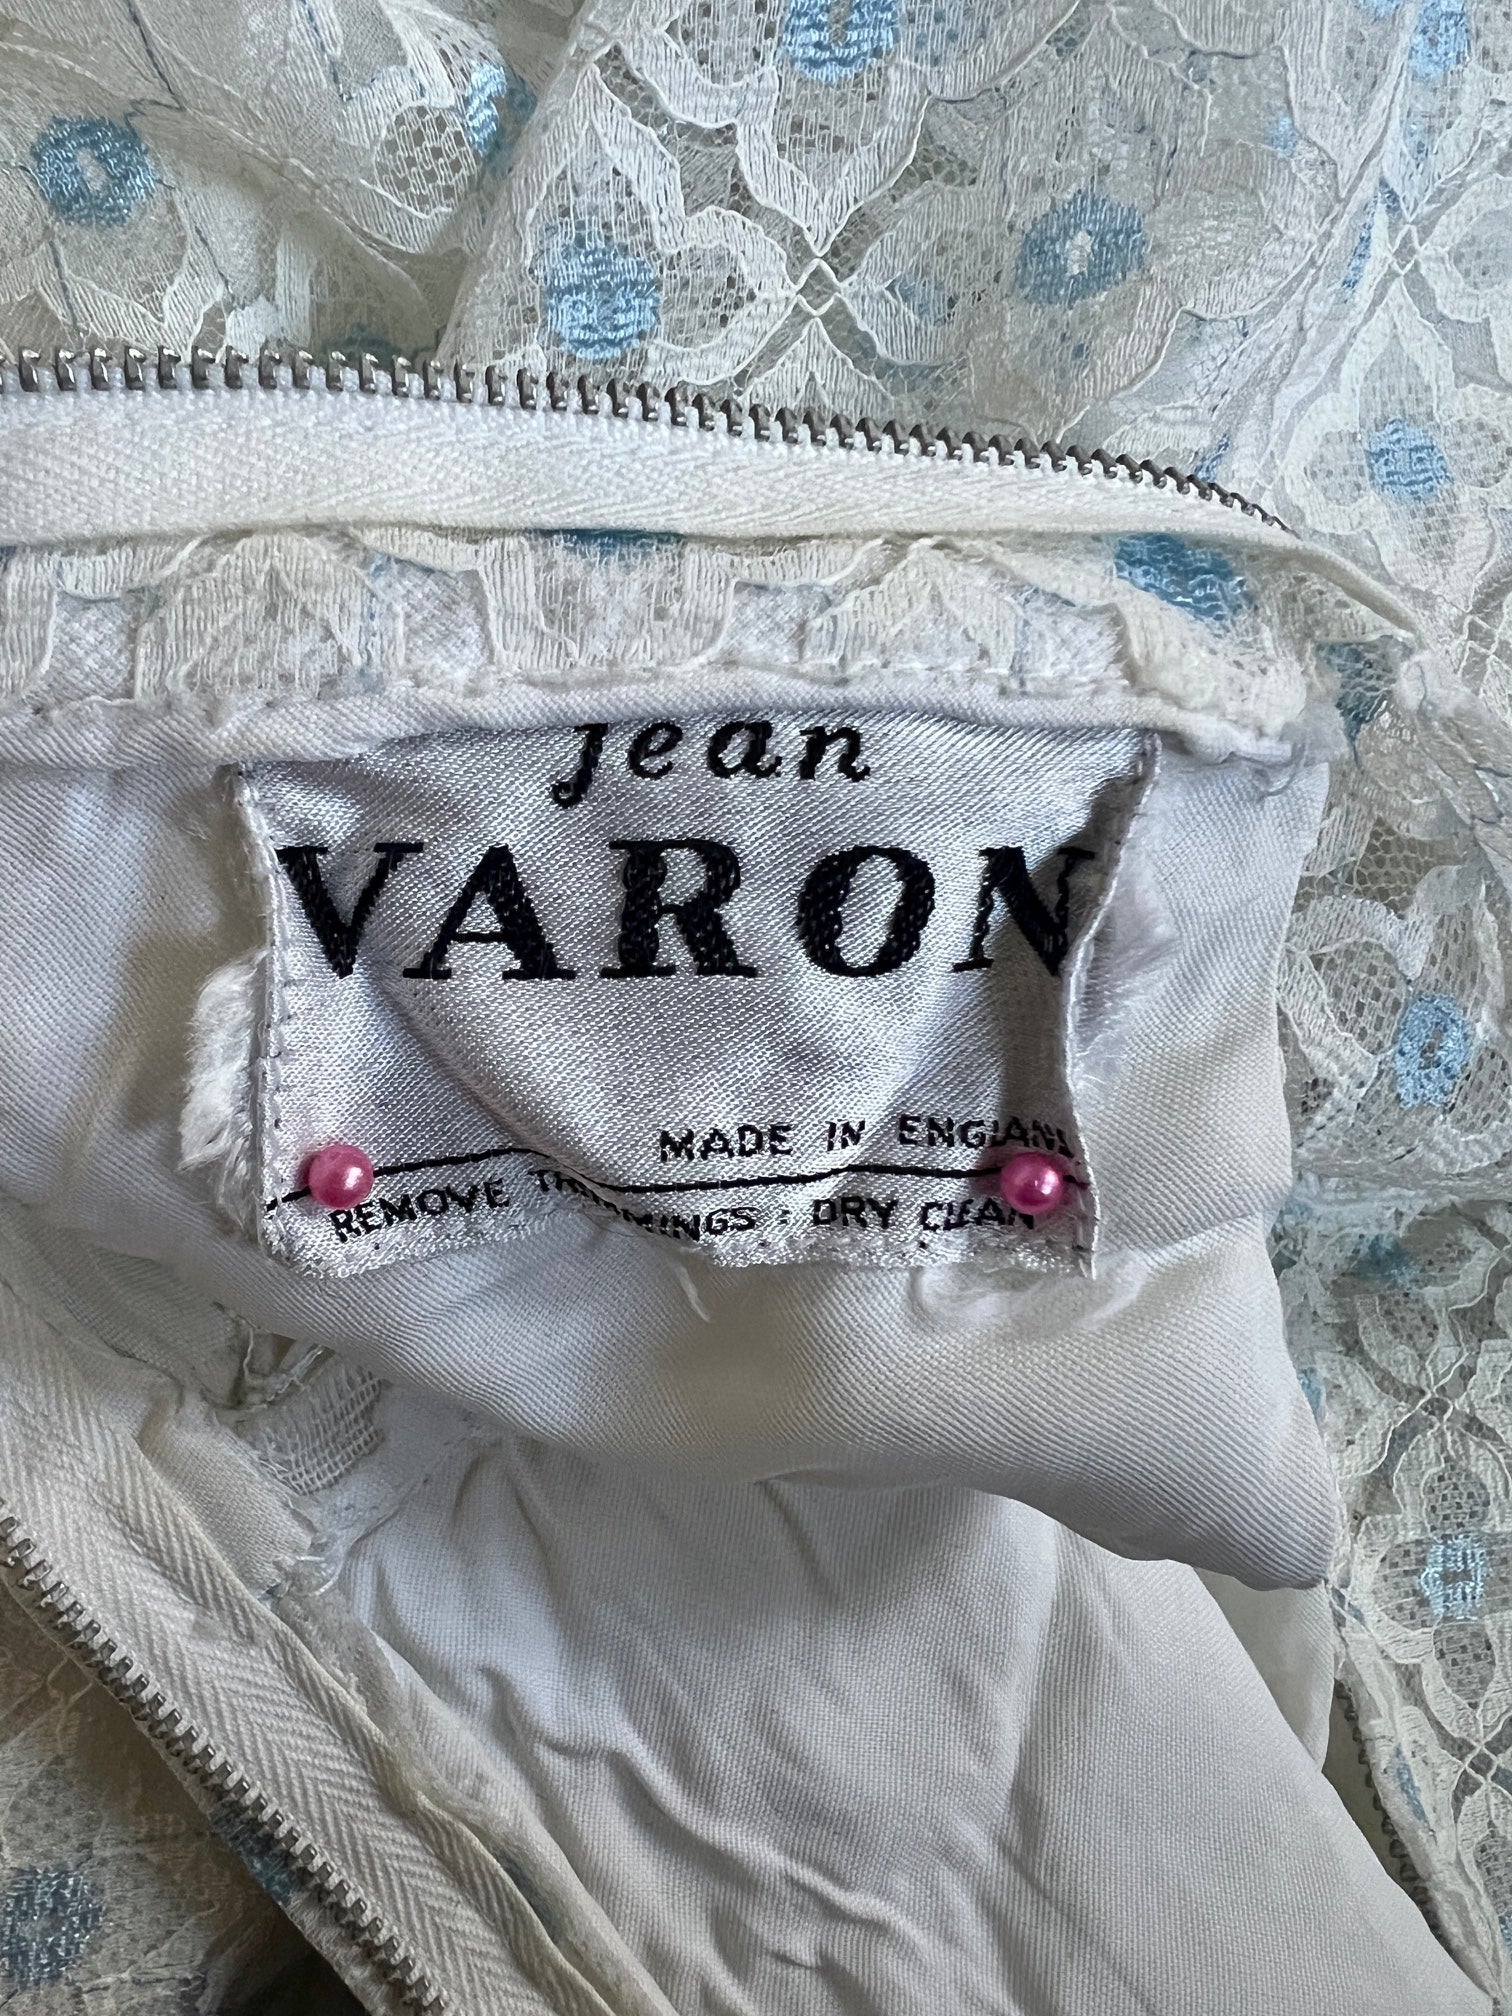 jean
VARON
MADE IN ENGLAND
REMOVE TRIMMINGS : DRY CLEAN